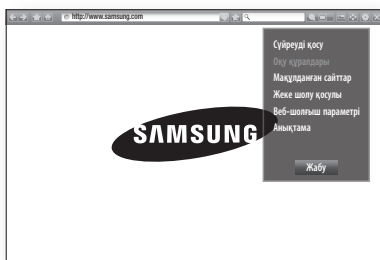 http://www.samsung.com
Сүйреуді қосу
Оқу құралдары
Мақұлданған сайттар
Жеке шолу қосулы
Веб-шолғыш параметрі
Анықтама
Жабу
SAMSUNG